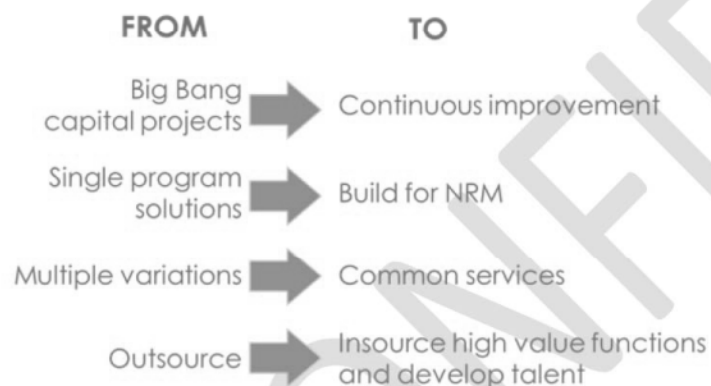 FROM TO
Big Bang
capital projects
Continuous improvement
Single program
solutions
Build for NRM
Multiple variations
Common services
Outsource
Insource high value functions
and develop talent